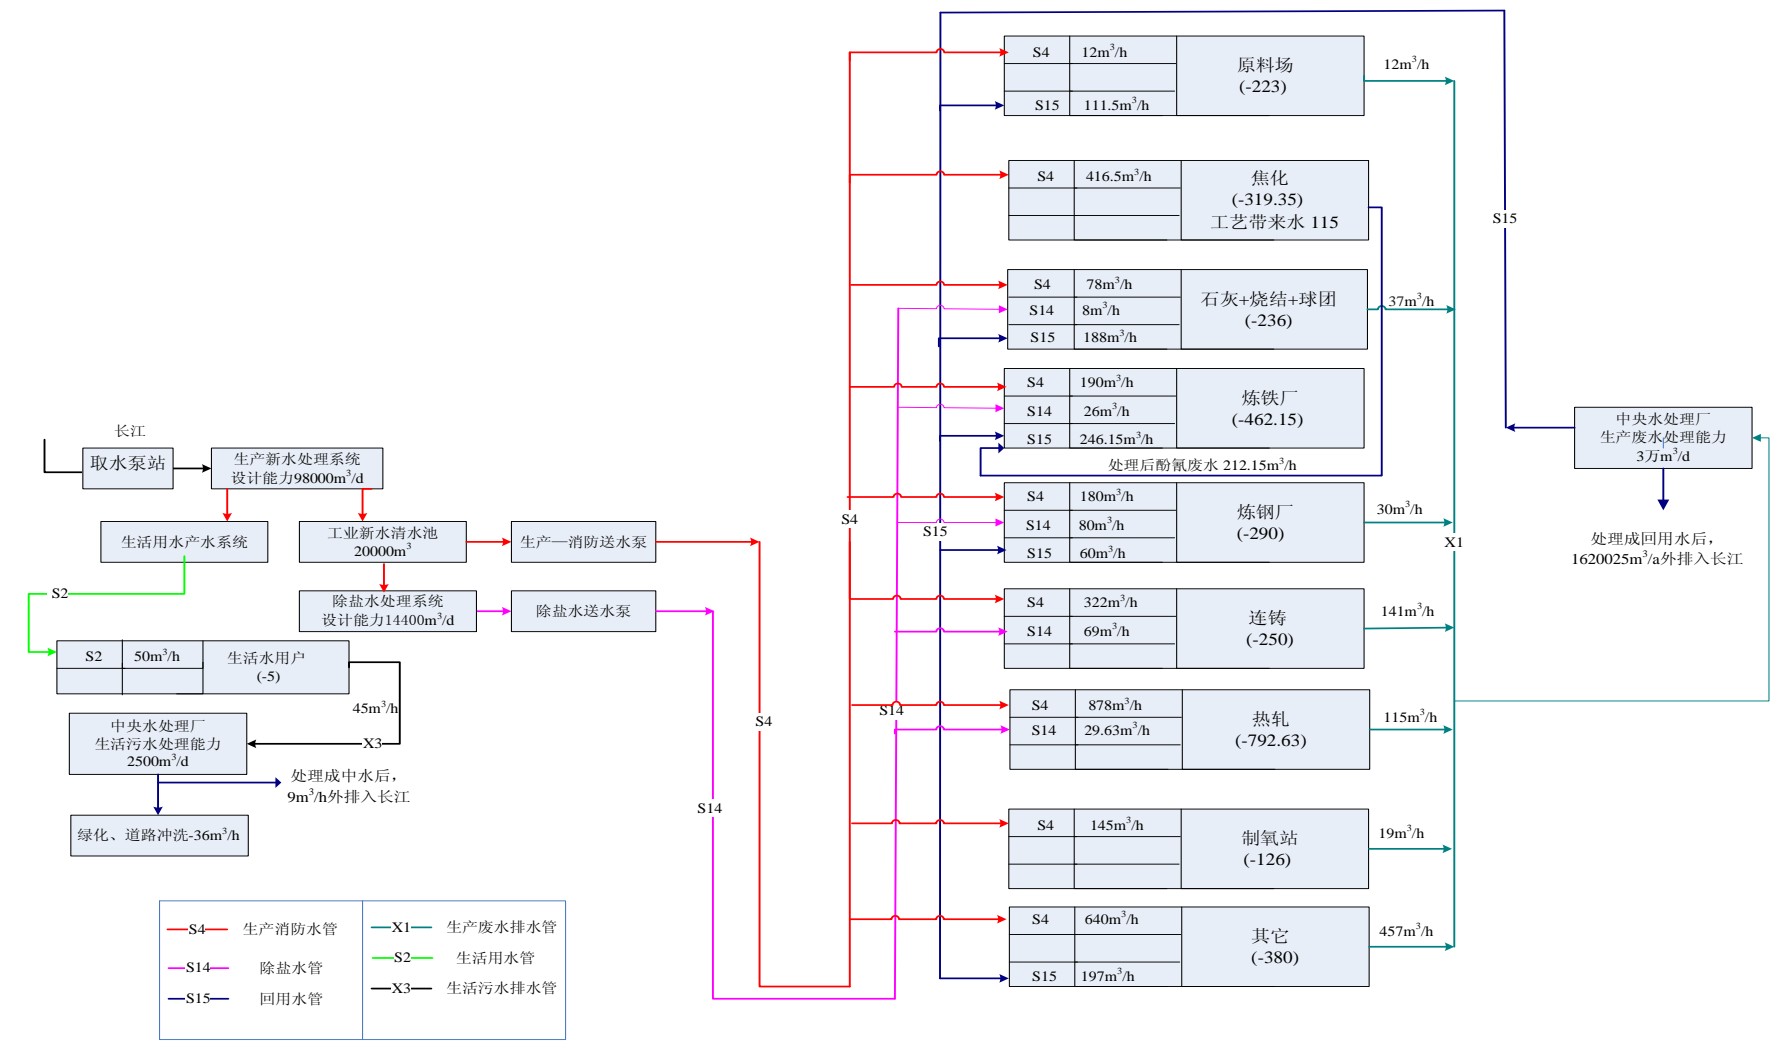 长江
取水泵站
生产新水处理系统
设计能力98000m³/d
生活用水产水系统
工业新水清水池
20000m³
生产—消防送水泵
除盐水处理系统
设计能力14400m³/d
除盐水送水泵
S2
S2 50m³/h 生活水用户
(-5)
45m³/h
X3
中央水处理厂
生活污水处理能力
2500m³/d
处理成中水后，
9m³/h外排入长江
绿化、道路冲洗-36m³/h
S4
S14
S4
S14
S15
S4 12m³/h 原料场
(-223)
S15 111.5m³/h
12m³/h
S4 416.5m³/h 焦化
(-319.35)
工艺带来水 115
S4 78m³/h 石灰+烧结+球团
S14 8m³/h (-236)
S15 188m³/h
37m³/h
S4 190m³/h 炼铁厂
S14 26m³/h (-462.15)
S15 246.15m³/h
处理后酚氰废水 212.15m³/h
S4 180m³/h 炼钢厂
S14 80m³/h (-290)
S15 60m³/h
30m³/h
S4 322m³/h 连铸
S14 69m³/h (-250)
141m³/h
S4 878m³/h 热轧
S14 29.63m³/h (-792.63)
115m³/h
S4 145m³/h 制氧站
(-126)
19m³/h
S4 640m³/h 其它
(-380)
S15 197m³/h
457m³/h
X1
S15
中央水处理厂
生产废水处理能力
3万m³/d
处理成回用水后，
1620025m³/a外排入长江
S4 生产消防水管
S14 除盐水管
S15 回用水管
X1 生产废水排水管
S2 生活用水管
X3 生活污水排水管